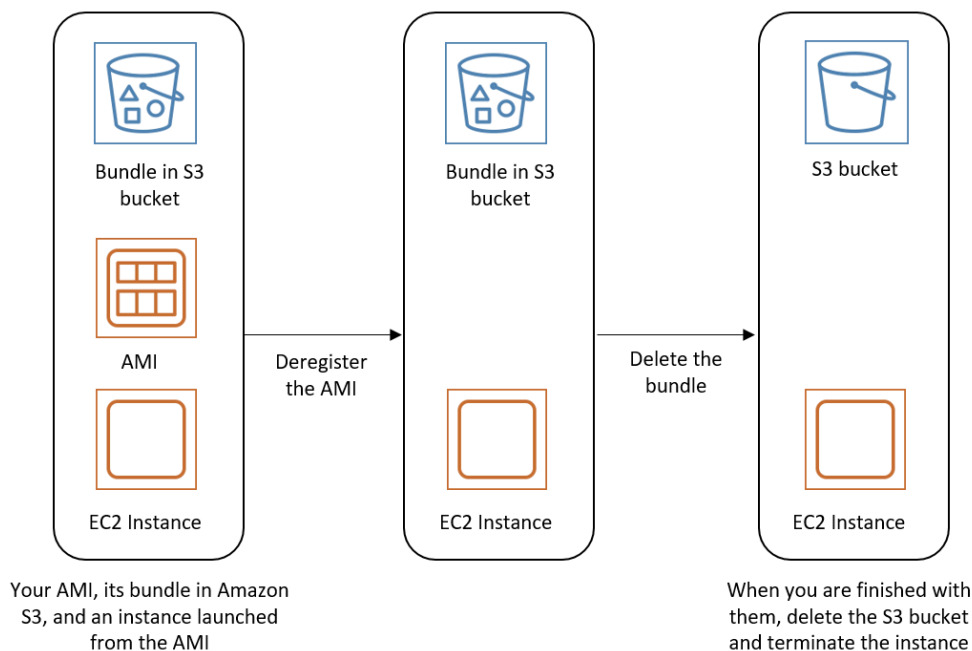 Bundle in S3
bucket
AMI
EC2 Instance
Your AMI, its bundle in Amazon
S3, and an instance launched
from the AMI
Deregister
the AMI
Bundle in S3
bucket
EC2 Instance
Delete the
bundle
S3 bucket
EC2 Instance
When you are finished with
them, delete the S3 bucket
and terminate the instance